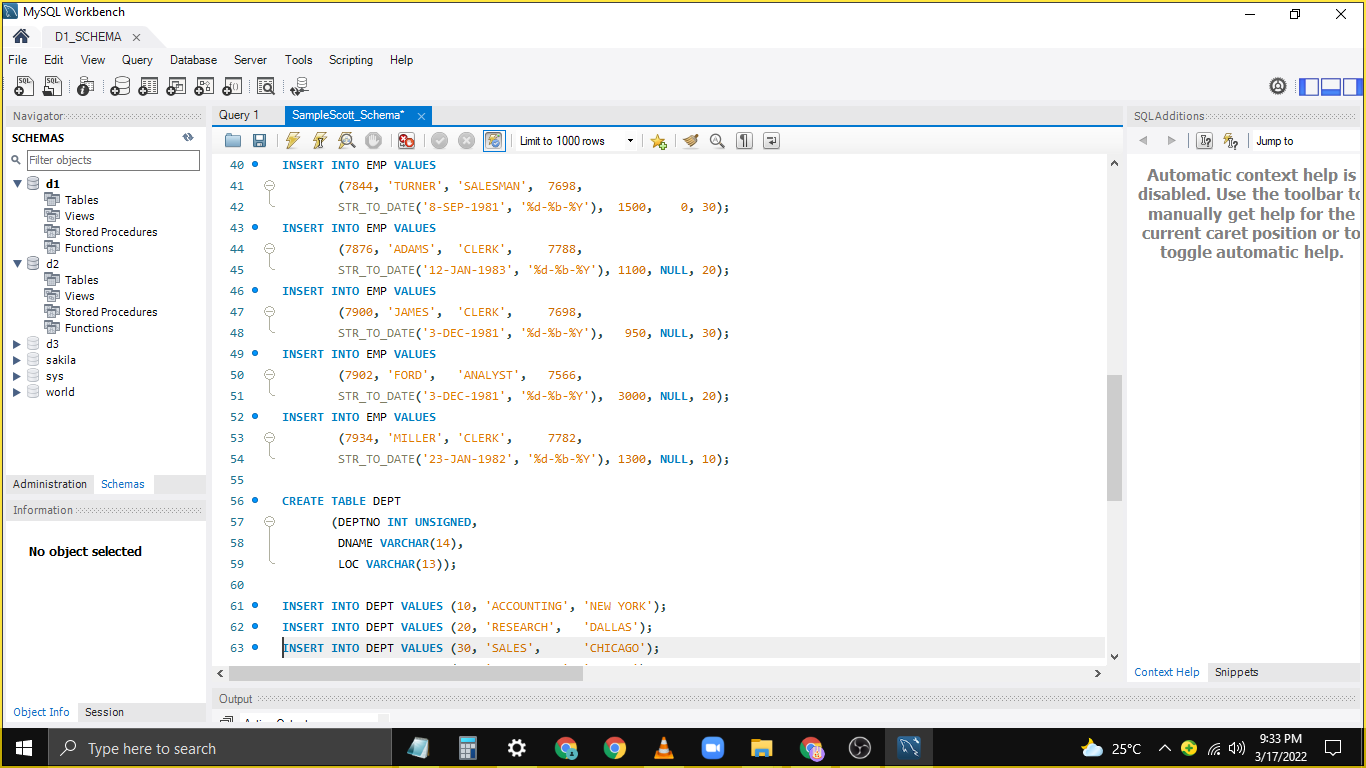 MySQL Workbench
D1_SCHEMA
File Edit View Query Database Server Tools Scripting Help
Navigator
SCHEMAS
Filter objects
d1
Tables
Views
Stored Procedures
Functions
d2
Tables
Views
Stored Procedures
Functions
d3
sakila
sys
world
Administration Schemas
Information
No object selected
Object Info Session
Query 1 SampleScott_Schema*
Limit to 1000 rows
40 INSERT INTO EMP VALUES
41 (7844, 'TURNER', 'SALESMAN', 7698,
42 STR_TO_DATE('8-SEP-1981', '%d-%b-%Y'), 1500, 0, 30);
43 INSERT INTO EMP VALUES
44 (7876, 'ADAMS', 'CLERK', 7788,
45 STR_TO_DATE('12-JAN-1983', '%d-%b-%Y'), 1100, NULL, 20);
46 INSERT INTO EMP VALUES
47 (7900, 'JAMES', 'CLERK', 7698,
48 STR_TO_DATE('3-DEC-1981', '%d-%b-%Y'), 950, NULL, 30);
49 INSERT INTO EMP VALUES
50 (7902, 'FORD', 'ANALYST', 7566,
51 STR_TO_DATE('3-DEC-1981', '%d-%b-%Y'), 3000, NULL, 20);
52 INSERT INTO EMP VALUES
53 (7934, 'MILLER', 'CLERK', 7782,
54 STR_TO_DATE('23-JAN-1982', '%d-%b-%Y'), 1300, NULL, 10);
55
56 CREATE TABLE DEPT
57 (DEPTNO INT UNSIGNED,
58 DNAME VARCHAR(14),
59 LOC VARCHAR(13));
60
61 INSERT INTO DEPT VALUES (10, 'ACCOUNTING', 'NEW YORK');
62 INSERT INTO DEPT VALUES (20, 'RESEARCH', 'DALLAS');
63 INSERT INTO DEPT VALUES (30, 'SALES', 'CHICAGO');
Output
SQLAdditions
Jump to
Automatic context help is
disabled. Use the toolbar to
manually get help for the
current caret position or to
toggle automatic help.
Context Help Snippets
Type here to search
25°C
9:33 PM
3/17/2022